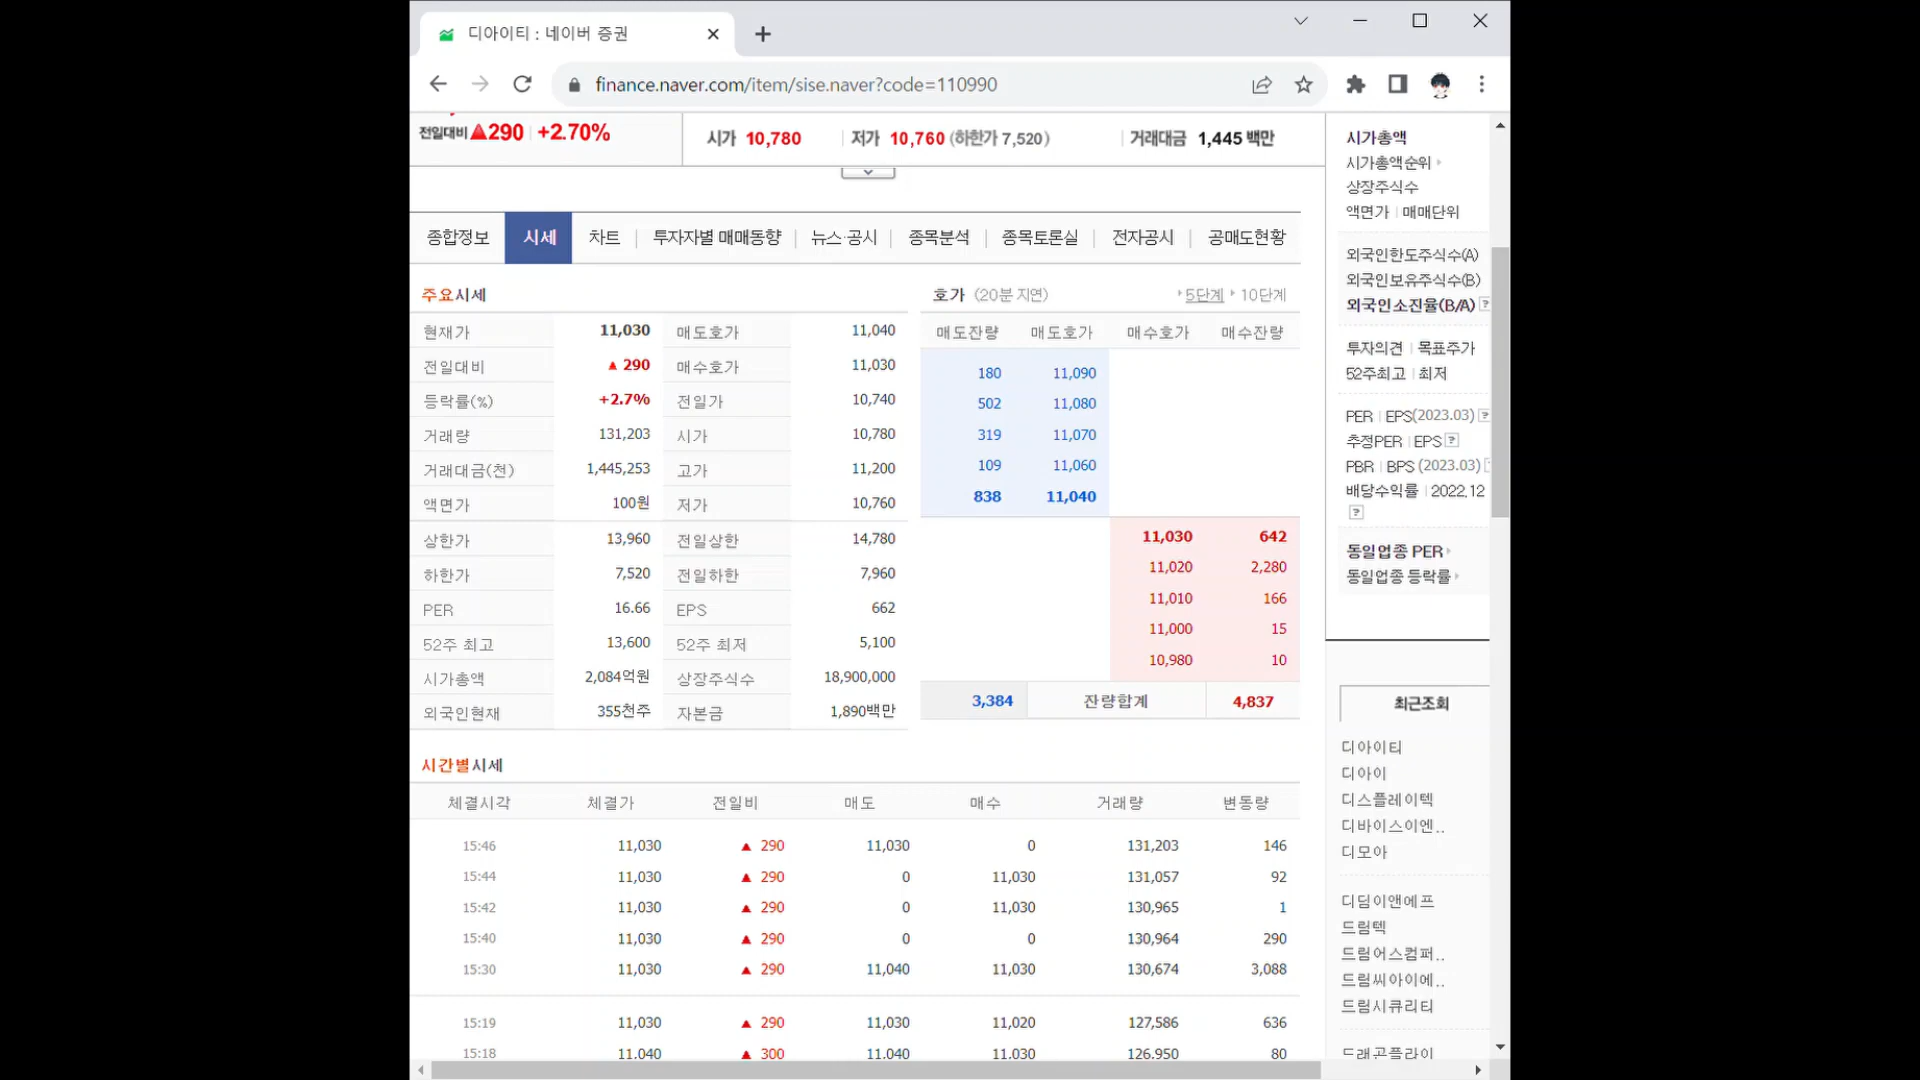 디아이티 : 네이버 증권
finance.naver.com/item/sise.naver?code=110990
전일대비 ▲290 +2.70%
시가 10,780 저가 10,760 (하한가 7,520) 거래대금 1,445 백만
종합정보 시세 차트 투자자별 매매동향 뉴스·공시 종목분석 종목토론실 전자공시 공매도현황
주요시세
현재가 11,030 매도호가 11,040
전일대비 ▲ 290 매수호가 11,030
등락률(%) +2.7% 전일가 10,740
거래량 131,203 시가 10,780
거래대금(천) 1,445,253 고가 11,200
액면가 100원 저가 10,760
상한가 13,960 전일상한 14,780
하한가 7,520 전일하한 7,960
PER 16.66 EPS 662
52주 최고 13,600 52주 최저 5,100
시가총액 2,084억원 상장주식수 18,900,000
외국인현재 355천주 자본금 1,890백만
호가 (20분 지연) 5단계 10단계
매도잔량 매도호가 매수호가 매수잔량
180 11,090
502 11,080
319 11,070
109 11,060
838 11,040
11,030 642
11,020 2,280
11,010 166
11,000 15
10,980 10
3,384 잔량합계 4,837
시간별시세
체결시각 체결가 전일비 매도 매수 거래량 변동량
15:46 11,030 ▲ 290 11,030 0 131,203 146
15:44 11,030 ▲ 290 0 11,030 131,057 92
15:42 11,030 ▲ 290 0 11,030 130,965 1
15:40 11,030 ▲ 290 0 0 130,964 290
15:30 11,030 ▲ 290 11,040 11,030 130,674 3,088
15:19 11,030 ▲ 290 11,030 11,020 127,586 636
15:18 11,040 ▲ 300 11,040 11,030 126,950 80
시가총액
시가총액순위
상장주식수
액면가 | 매매단위
외국인한도주식수(A)
외국인보유주식수(B)
외국인소진율(B/A) ?
투자의견 | 목표주가
52주최고 | 최저
PER | EPS(2023.03) ?
추정PER | EPS ?
PBR | BPS (2023.03)
배당수익률 | 2022.12
?
동일업종 PER
동일업종 등락률
최근조회
디아이티
디아이
디스플레이텍
디바이스이엔..
디모아
디딤이앤에프
드림텍
드림어스컴퍼..
드림씨아이에..
드림시큐리티
드래곤플라이